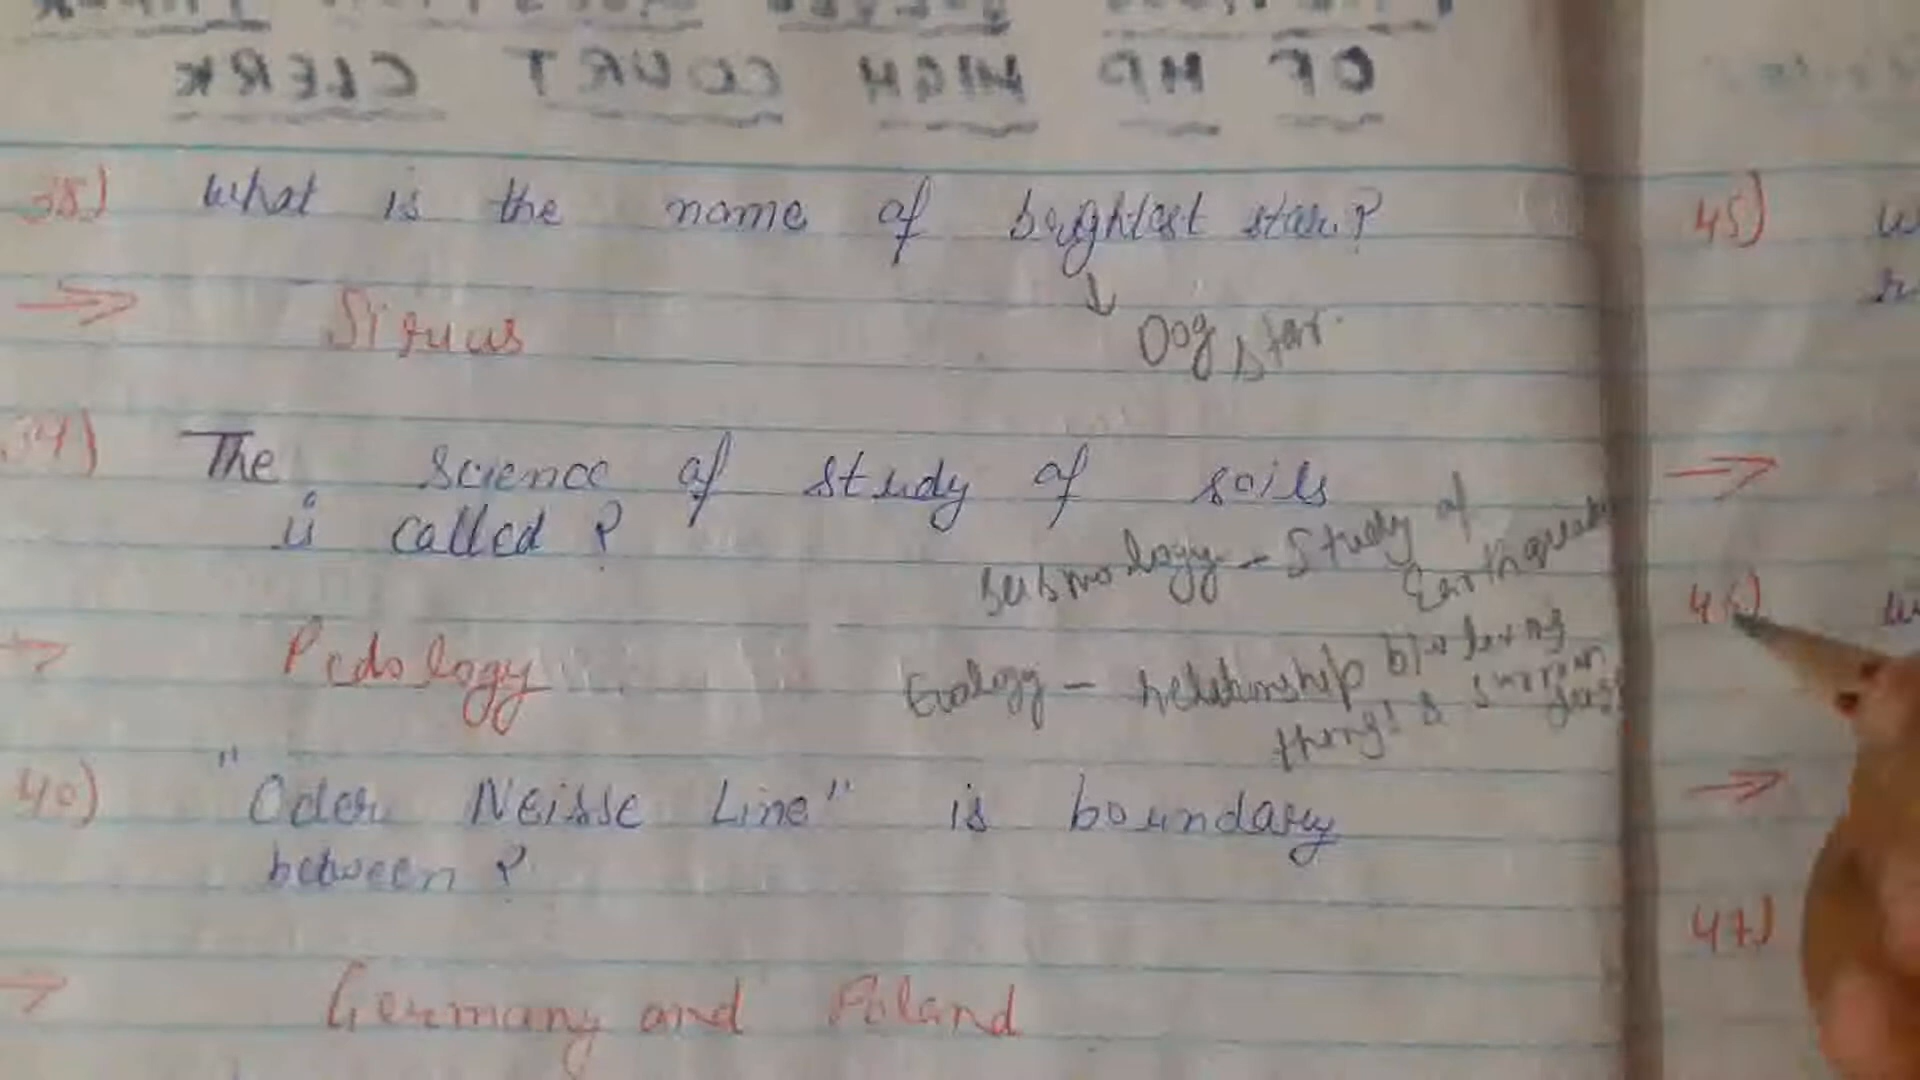 OF HP HIGH COURT CLERK
38) What is the name of brightest star?
↓
Dog star.
→ Sirius
39) The science of study of soils
is called?
Seismology - Study of
Earthquake
→ Pedology
Ecology - Relationship b/w living
things & surroun
40) "Oder Neisse Line" is boundary
between?
→ Germany and Poland
45)
→
46)
→
47)